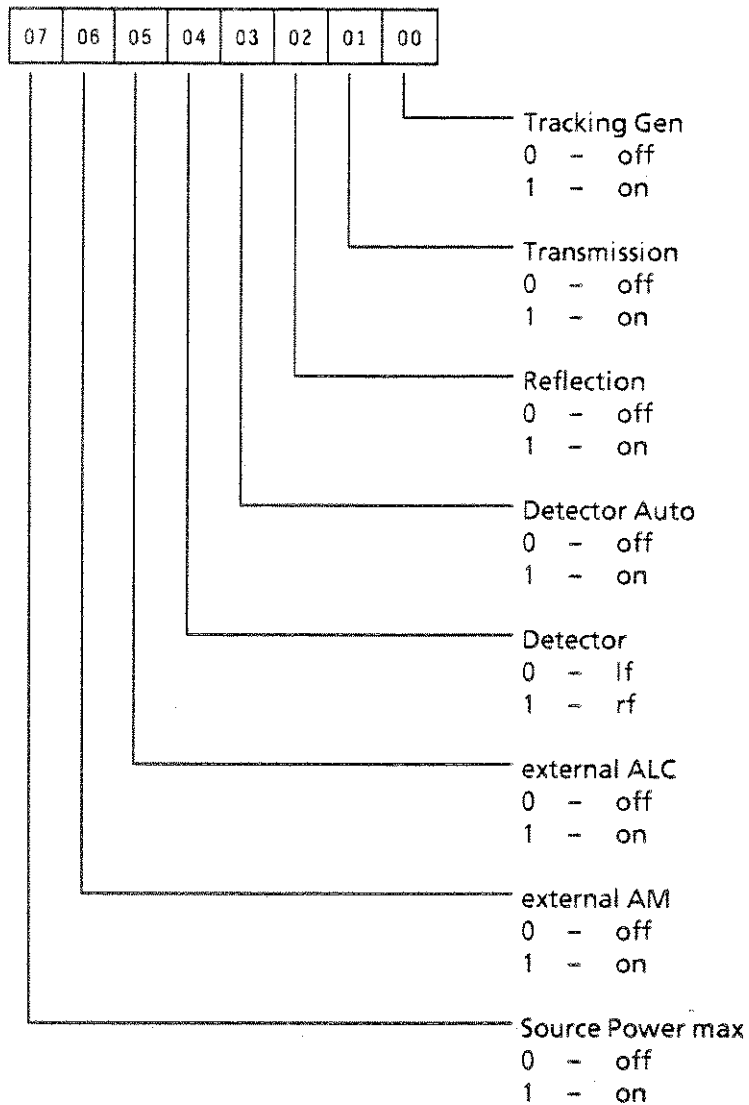 07 06 05 04 03 02 01 00
Tracking Gen
0 – off
1 – on
Transmission
0 – off
1 – on
Reflection
0 – off
1 – on
Detector Auto
0 – off
1 – on
Detector
0 – lf
1 – rf
external ALC
0 – off
1 – on
external AM
0 – off
1 – on
Source Power max
0 – off
1 – on